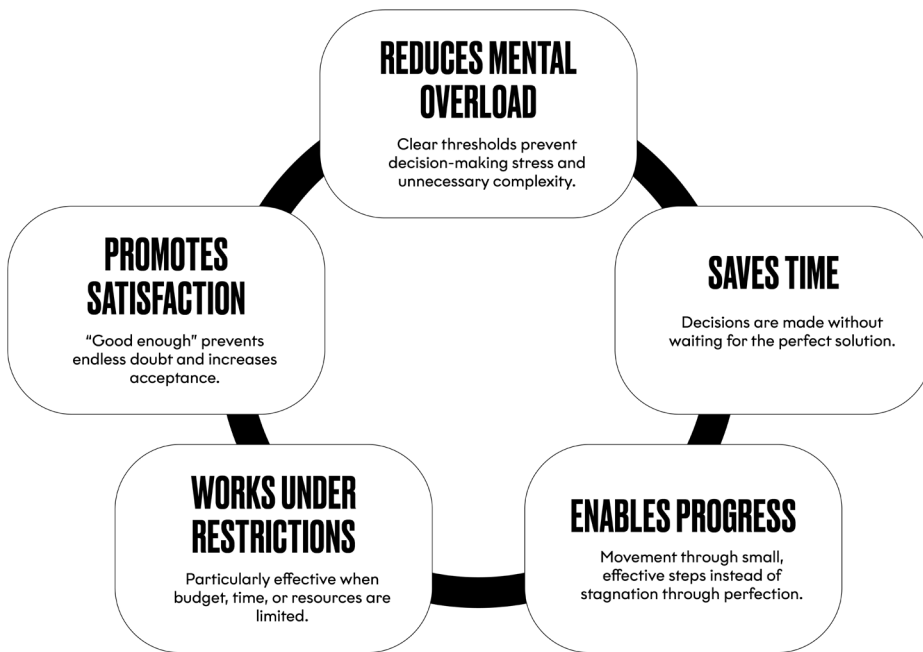 REDUCES MENTAL
OVERLOAD
Clear thresholds prevent
decision-making stress and
unnecessary complexity.
SAVES TIME
Decisions are made without
waiting for the perfect solution.
ENABLES PROGRESS
Movement through small,
effective steps instead of
stagnation through perfection.
WORKS UNDER
RESTRICTIONS
Particularly effective when
budget, time, or resources are
limited.
PROMOTES
SATISFACTION
“Good enough” prevents
endless doubt and increases
acceptance.